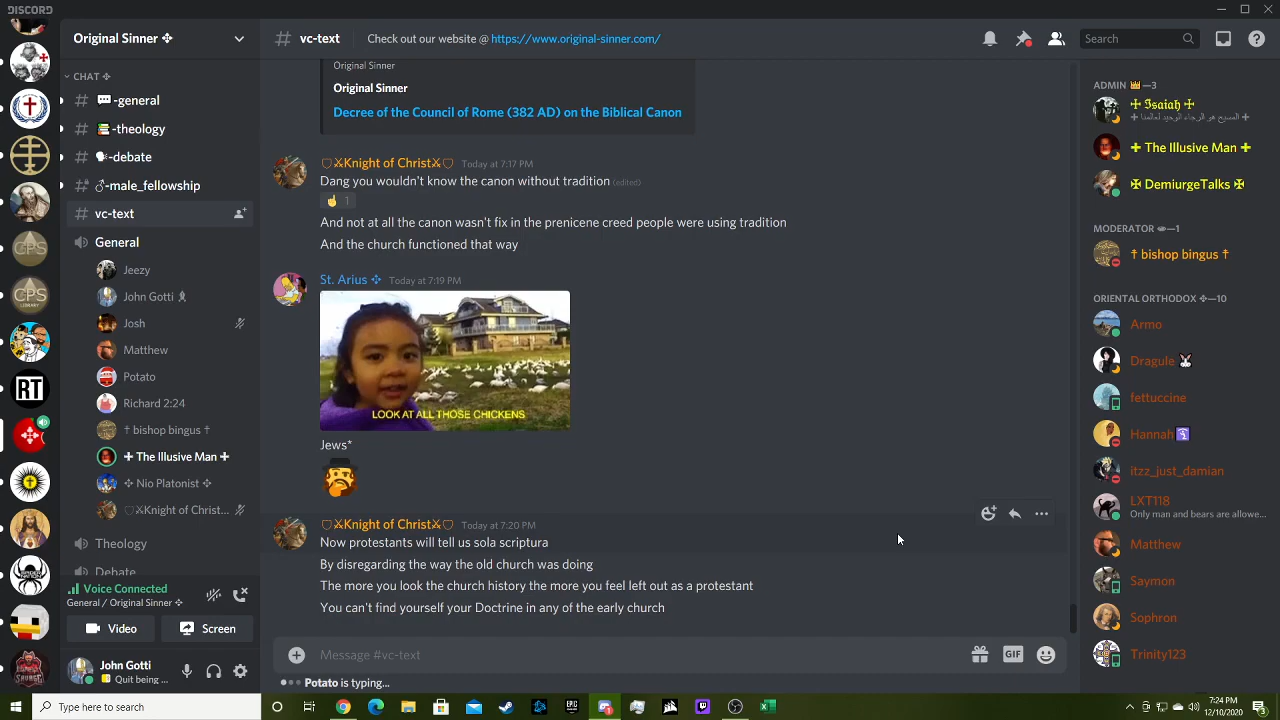 DISCORD
Original Sinner
CHAT
-general
-theology
-debate
-male_fellowship
vc-text
General
Jeezy
John Gotti
Josh
Matthew
Potato
Richard 2:24
† bishop bingus †
✚ The Illusive Man ✚
Nio Platonist
Knight of Christ...
Theology
Debate
Voice Connected
General / Original Sinner
Video
Screen
John Gotti
Quit being ...
# vc-text
Check out our website @ https://www.original-sinner.com/
Search
Original Sinner
Original Sinner
Decree of the Council of Rome (382 AD) on the Biblical Canon
Knight of Christ Today at 7:17 PM
Dang you wouldn't know the canon without tradition (edited)
1
And not at all the canon wasn't fix in the prenicene creed people were using tradition
And the church functioned that way
St. Arius Today at 7:19 PM
LOOK AT ALL THOSE CHICKENS
Jews*
Knight of Christ Today at 7:20 PM
Now protestants will tell us sola scriptura
By disregarding the way the old church was doing
The more you look the church history the more you feel left out as a protestant
You can't find yourself your Doctrine in any of the early church
Message #vc-text
GIF
Potato is typing...
ADMIN —3
☩ 𝕴saiah ☩
✚ المسيح هو الرجاء الوحيد لعالمنا ✚
✚ The Illusive Man ✚
✠ DemiurgeTalks ✠
MODERATOR —1
† bishop bingus †
ORIENTAL ORTHODOX —10
Armo
Dragule
fettuccine
Hannah
itzz_just_damian
LXT118
Only man and bears are allowe...
Matthew
Saymon
Sophron
Trinity123
CPS
CPS
LIBRARY
RT
Type here to search
7:24 PM
12/10/2020